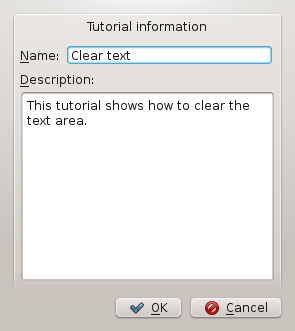 Tutorial information
Name: Clear text
Description:
This tutorial shows how to clear the
text area.
OK Cancel